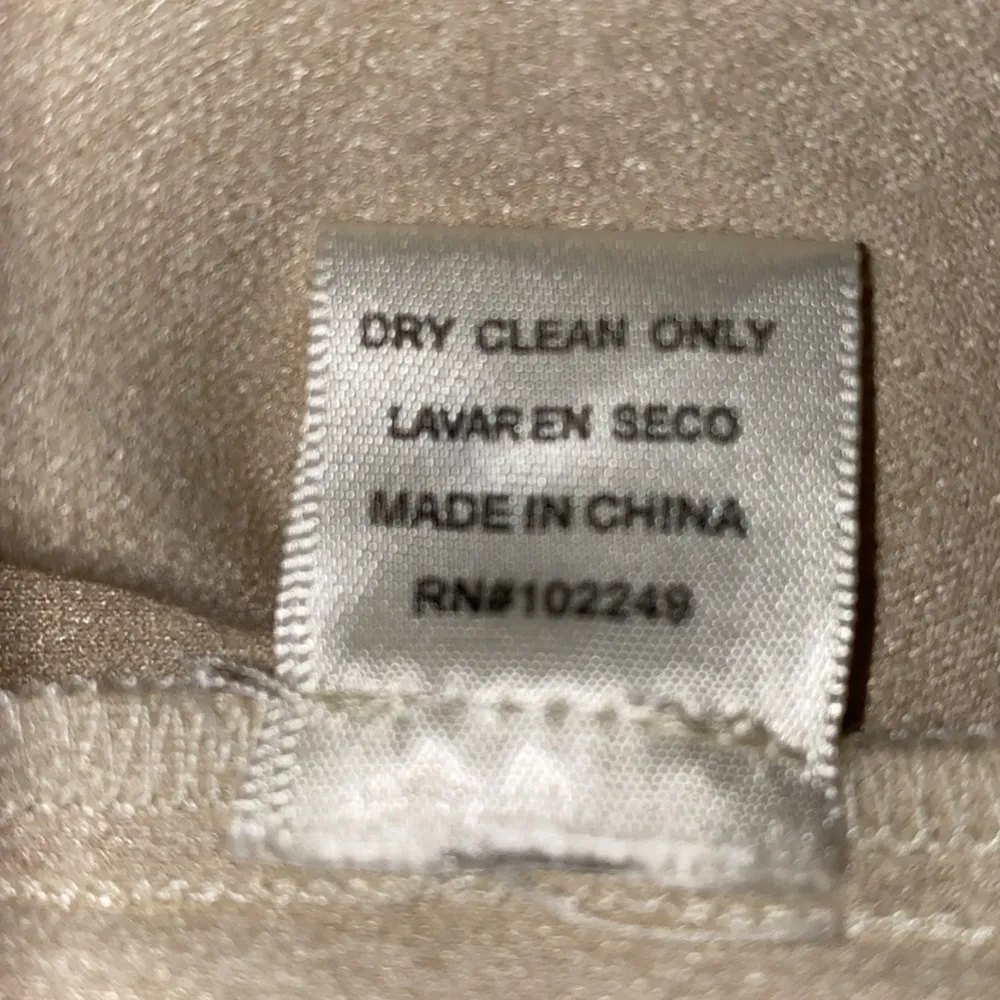 DRY CLEAN ONLY
LAVAR EN SECO
MADE IN CHINA
RN#102249